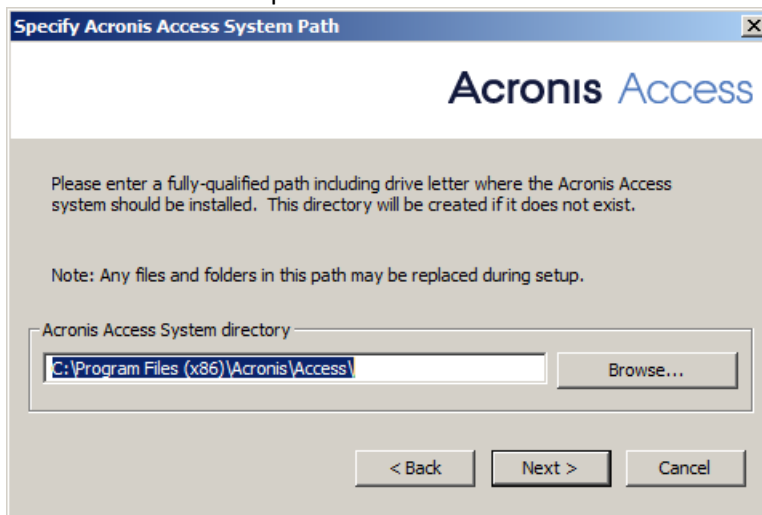 Specify Acronis Access System Path
Acronis Access
Please enter a fully-qualified path including drive letter where the Acronis Access
system should be installed. This directory will be created if it does not exist.
Note: Any files and folders in this path may be replaced during setup.
Acronis Access System directory
C:\Program Files (x86)\Acronis\Access\
Browse...
< Back
Next >
Cancel